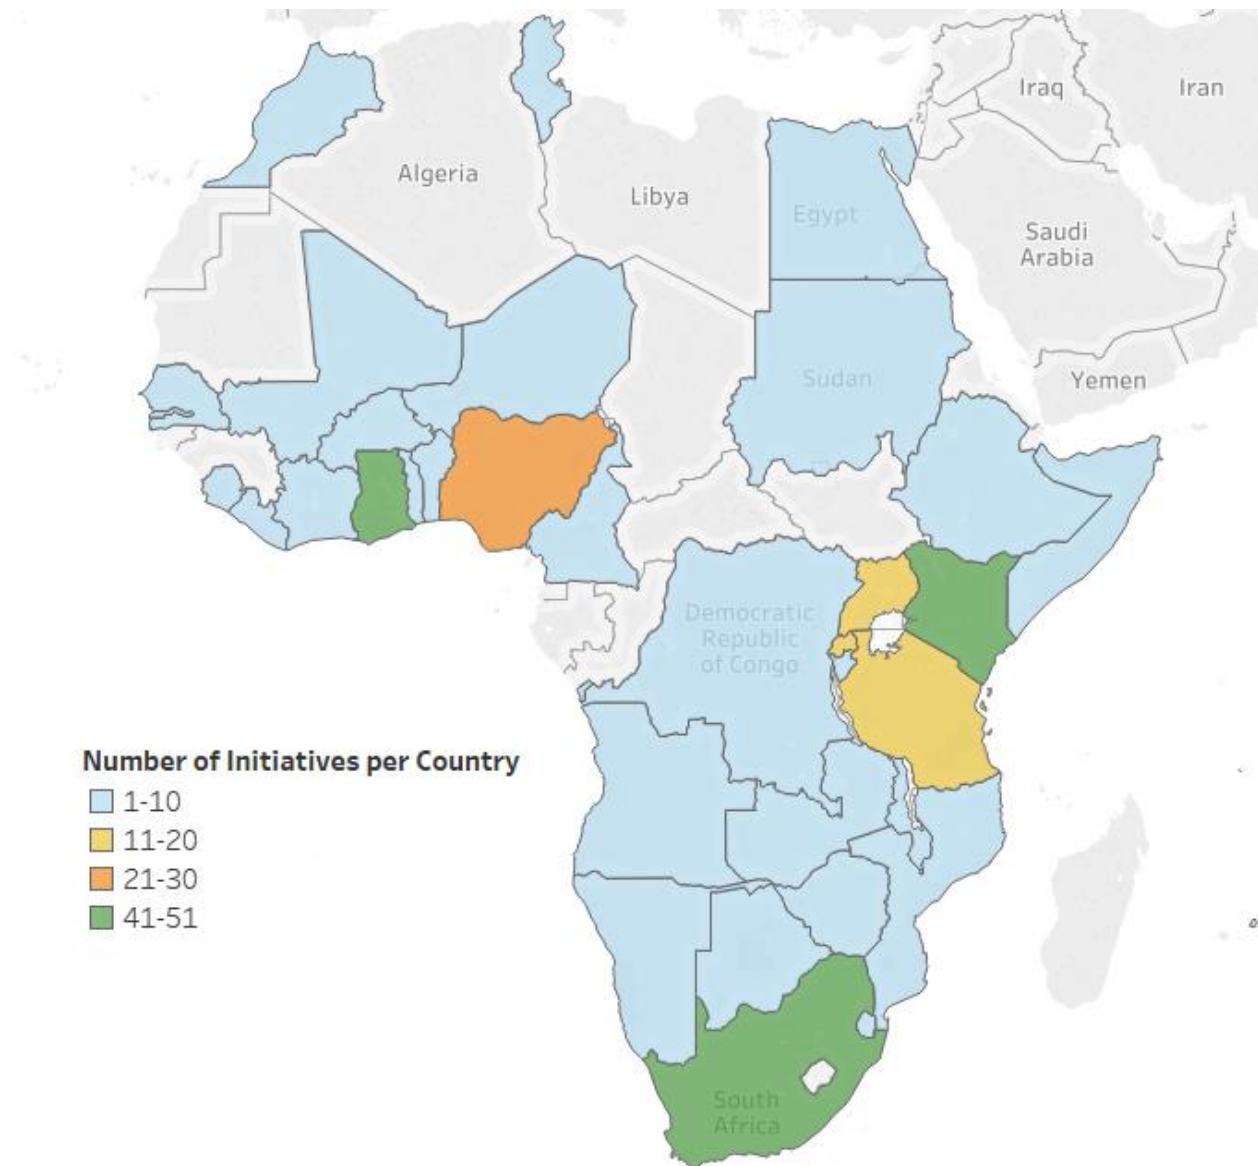 Iraq
Iran
Algeria
Libya
Egypt
Saudi
Arabia
Sudan
Yemen
Democratic
Republic
of Congo
Number of Initiatives per Country
1-10
11-20
21-30
41-51
South
Africa